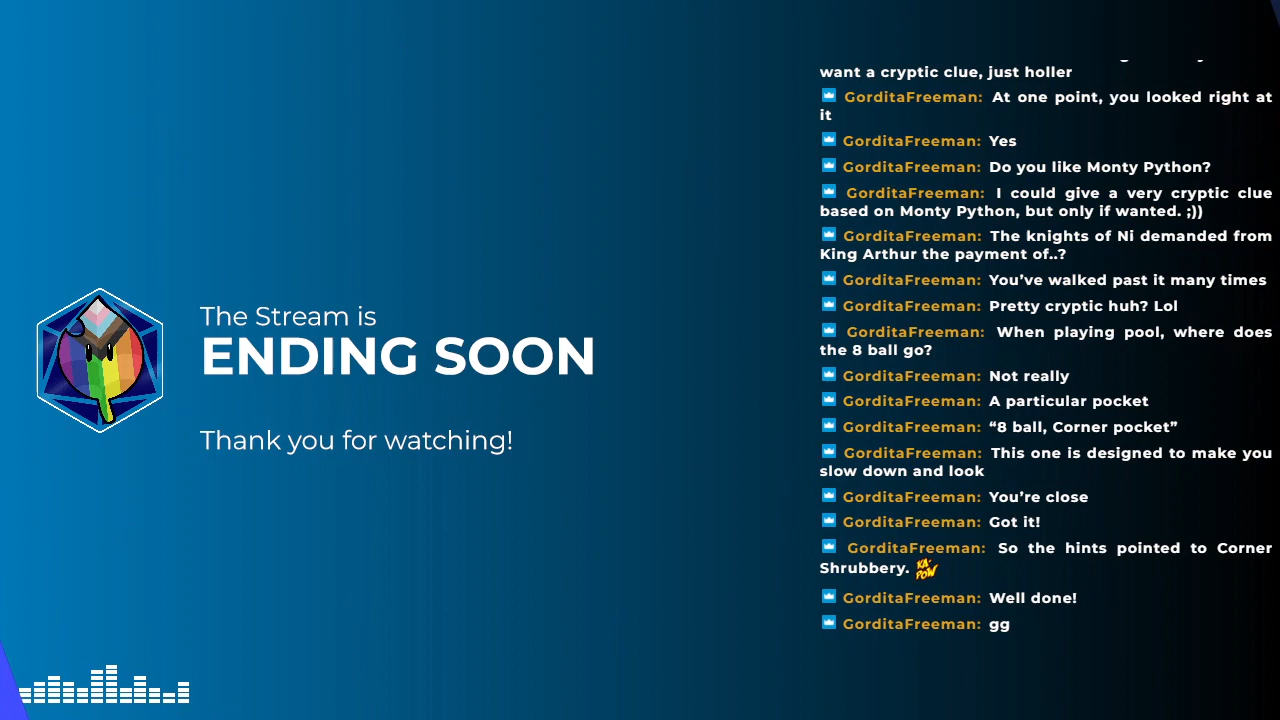 The Stream is
ENDING SOON
Thank you for watching!
want a cryptic clue, just holler
GorditaFreeman: At one point, you looked right at
it
GorditaFreeman: Yes
GorditaFreeman: Do you like Monty Python?
GorditaFreeman: I could give a very cryptic clue
based on Monty Python, but only if wanted. ;))
GorditaFreeman: The knights of Ni demanded from
King Arthur the payment of..?
GorditaFreeman: You’ve walked past it many times
GorditaFreeman: Pretty cryptic huh? Lol
GorditaFreeman: When playing pool, where does
the 8 ball go?
GorditaFreeman: Not really
GorditaFreeman: A particular pocket
GorditaFreeman: “8 ball, Corner pocket”
GorditaFreeman: This one is designed to make you
slow down and look
GorditaFreeman: You’re close
GorditaFreeman: Got it!
GorditaFreeman: So the hints pointed to Corner
Shrubbery. KA-
POW
GorditaFreeman: Well done!
GorditaFreeman: gg